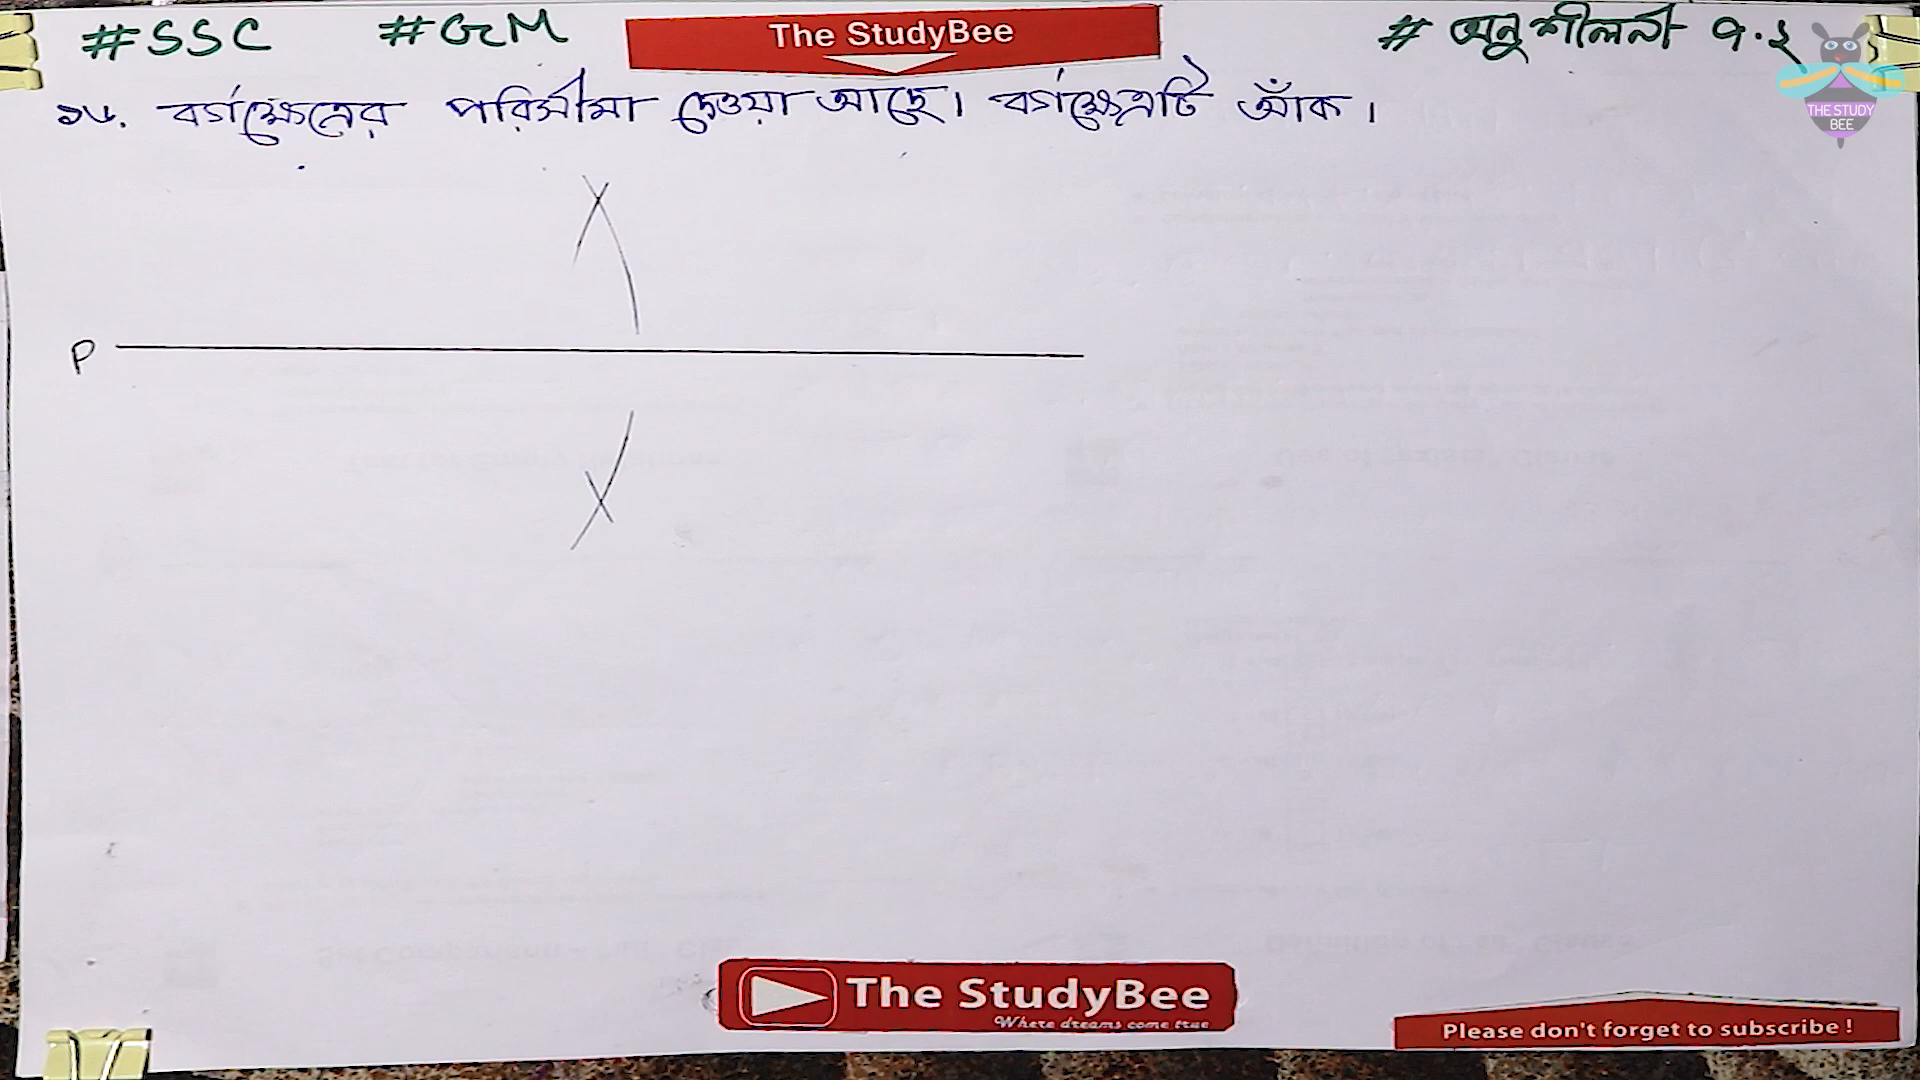 #SSC #GM The StudyBee # অনুশীলনী ৭.২
THE STUDY
BEE
১৮. বর্গক্ষেত্রের পরিসীমা দেওয়া আছে। বর্গক্ষেত্রটি আঁক।
P
The StudyBee
Where dreams come true
Please don't forget to subscribe !